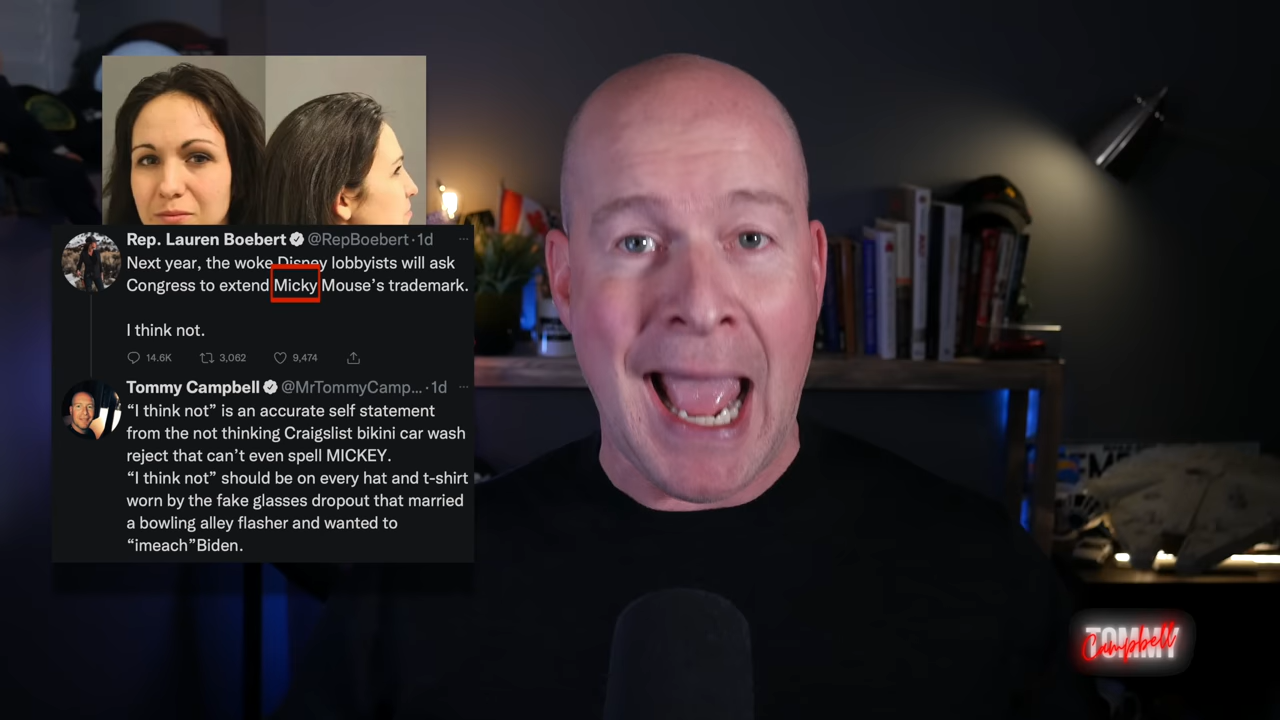 Rep. Lauren Boebert @RepBoebert · 1d
Next year, the woke Disney lobbyists will ask
Congress to extend Micky Mouse’s trademark.
I think not.
14.6K 3,062 9,474
Tommy Campbell @MrTommyCamp... · 1d
“I think not” is an accurate self statement
from the not thinking Craigslist bikini car wash
reject that can’t even spell MICKEY.
“I think not” should be on every hat and t-shirt
worn by the fake glasses dropout that married
a bowling alley flasher and wanted to
“imeach”Biden.
TOMMY
Campbell